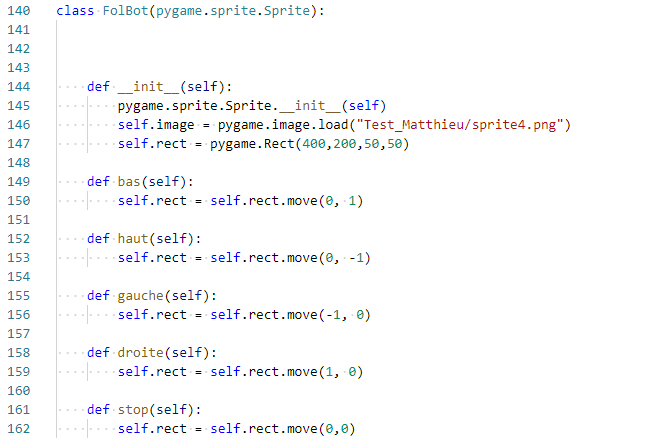 140 class FolBot(pygame.sprite.Sprite):
141
142
143
144 def __init__(self):
145 pygame.sprite.Sprite.__init__(self)
146 self.image = pygame.image.load("Test_Matthieu/sprite4.png")
147 self.rect = pygame.Rect(400,200,50,50)
148
149 def bas(self):
150 self.rect = self.rect.move(0, 1)
151
152 def haut(self):
153 self.rect = self.rect.move(0, -1)
154
155 def gauche(self):
156 self.rect = self.rect.move(-1, 0)
157
158 def droite(self):
159 self.rect = self.rect.move(1, 0)
160
161 def stop(self):
162 self.rect = self.rect.move(0,0)